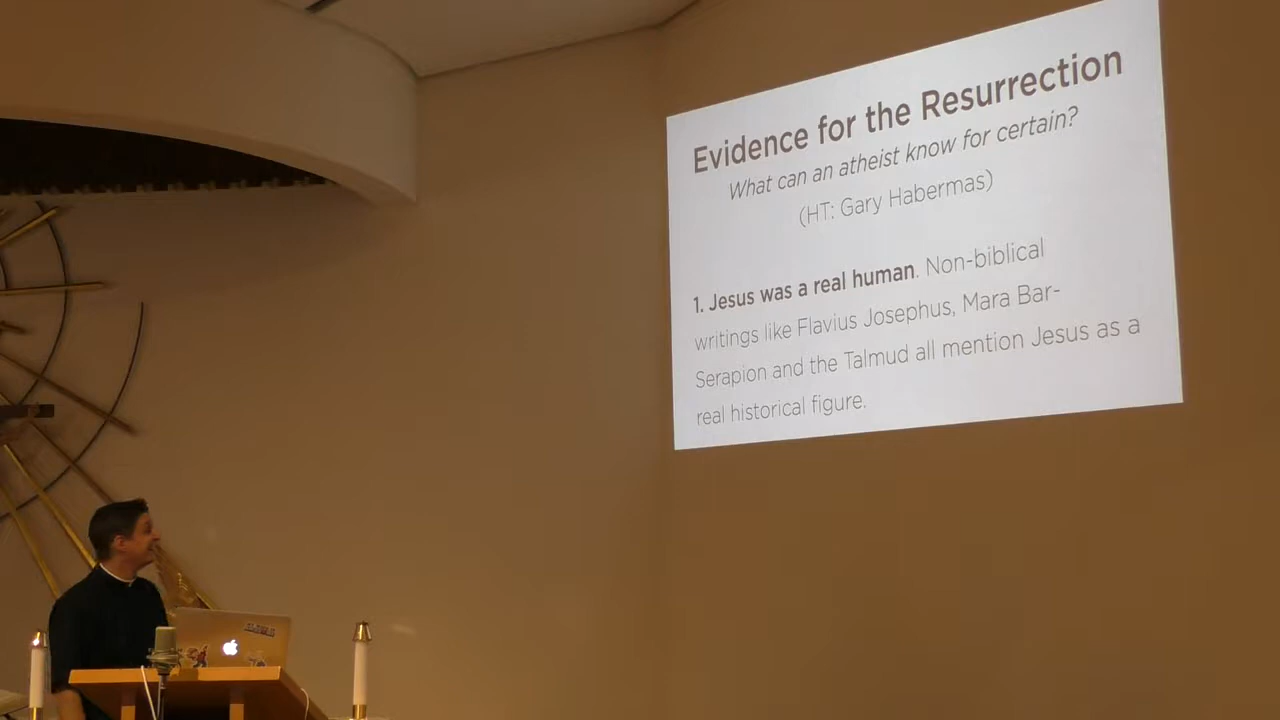 Evidence for the Resurrection
What can an atheist know for certain?
(HT: Gary Habermas)
1. Jesus was a real human. Non-biblical
writings like Flavius Josephus, Mara Bar-
Serapion and the Talmud all mention Jesus as a
real historical figure.